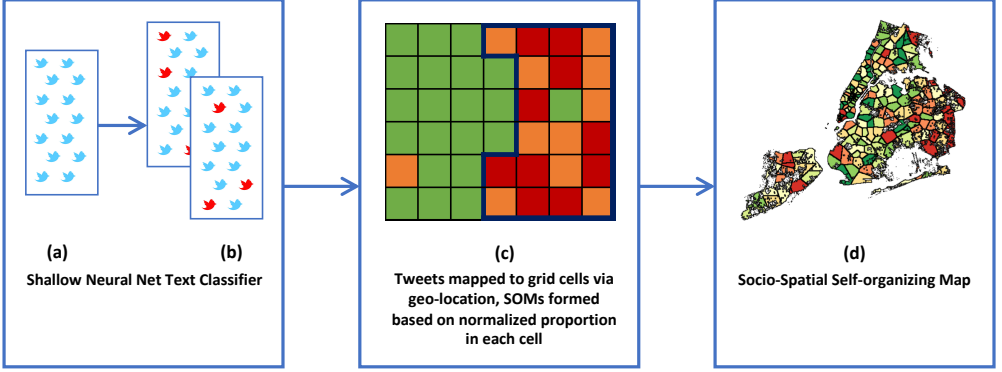 (a)
(b)
Shallow Neural Net Text Classifier
(c)
Tweets mapped to grid cells via
geo-location, SOMs formed
based on normalized proportion
in each cell
(d)
Socio-Spatial Self-organizing Map